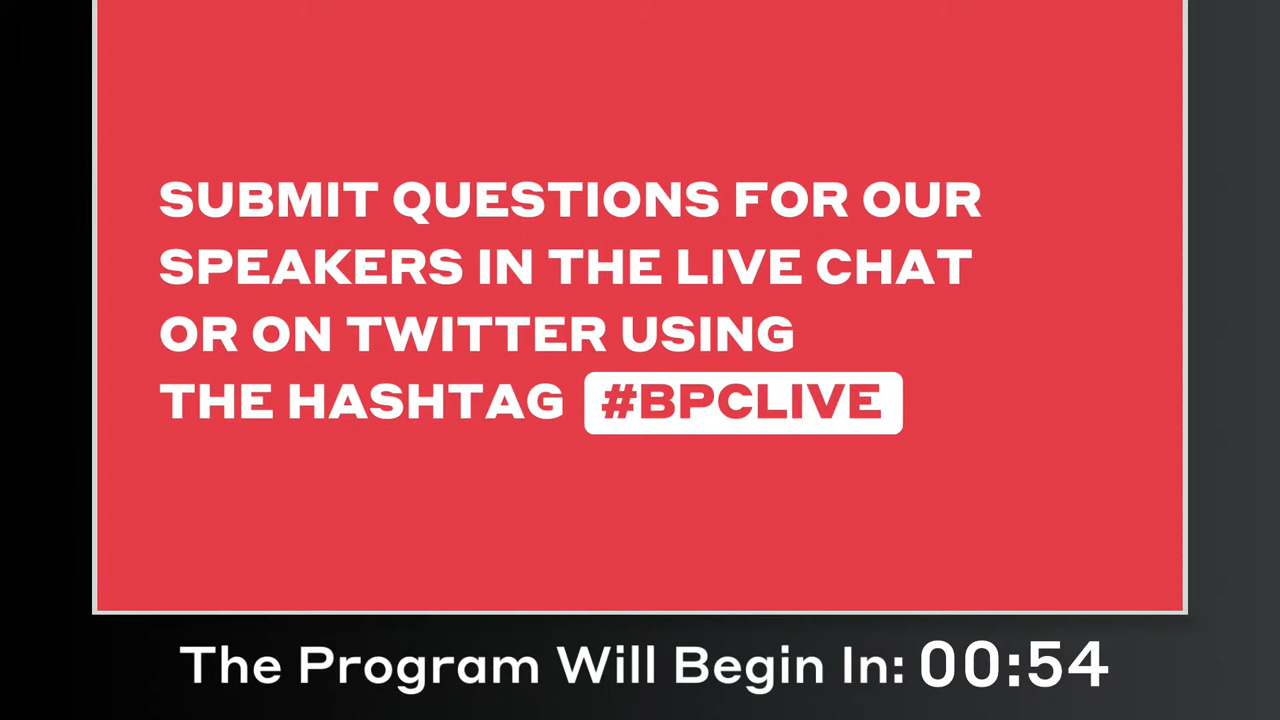 SUBMIT QUESTIONS FOR OUR
SPEAKERS IN THE LIVE CHAT
OR ON TWITTER USING
THE HASHTAG #BPCLIVE
The Program Will Begin In: 00:54